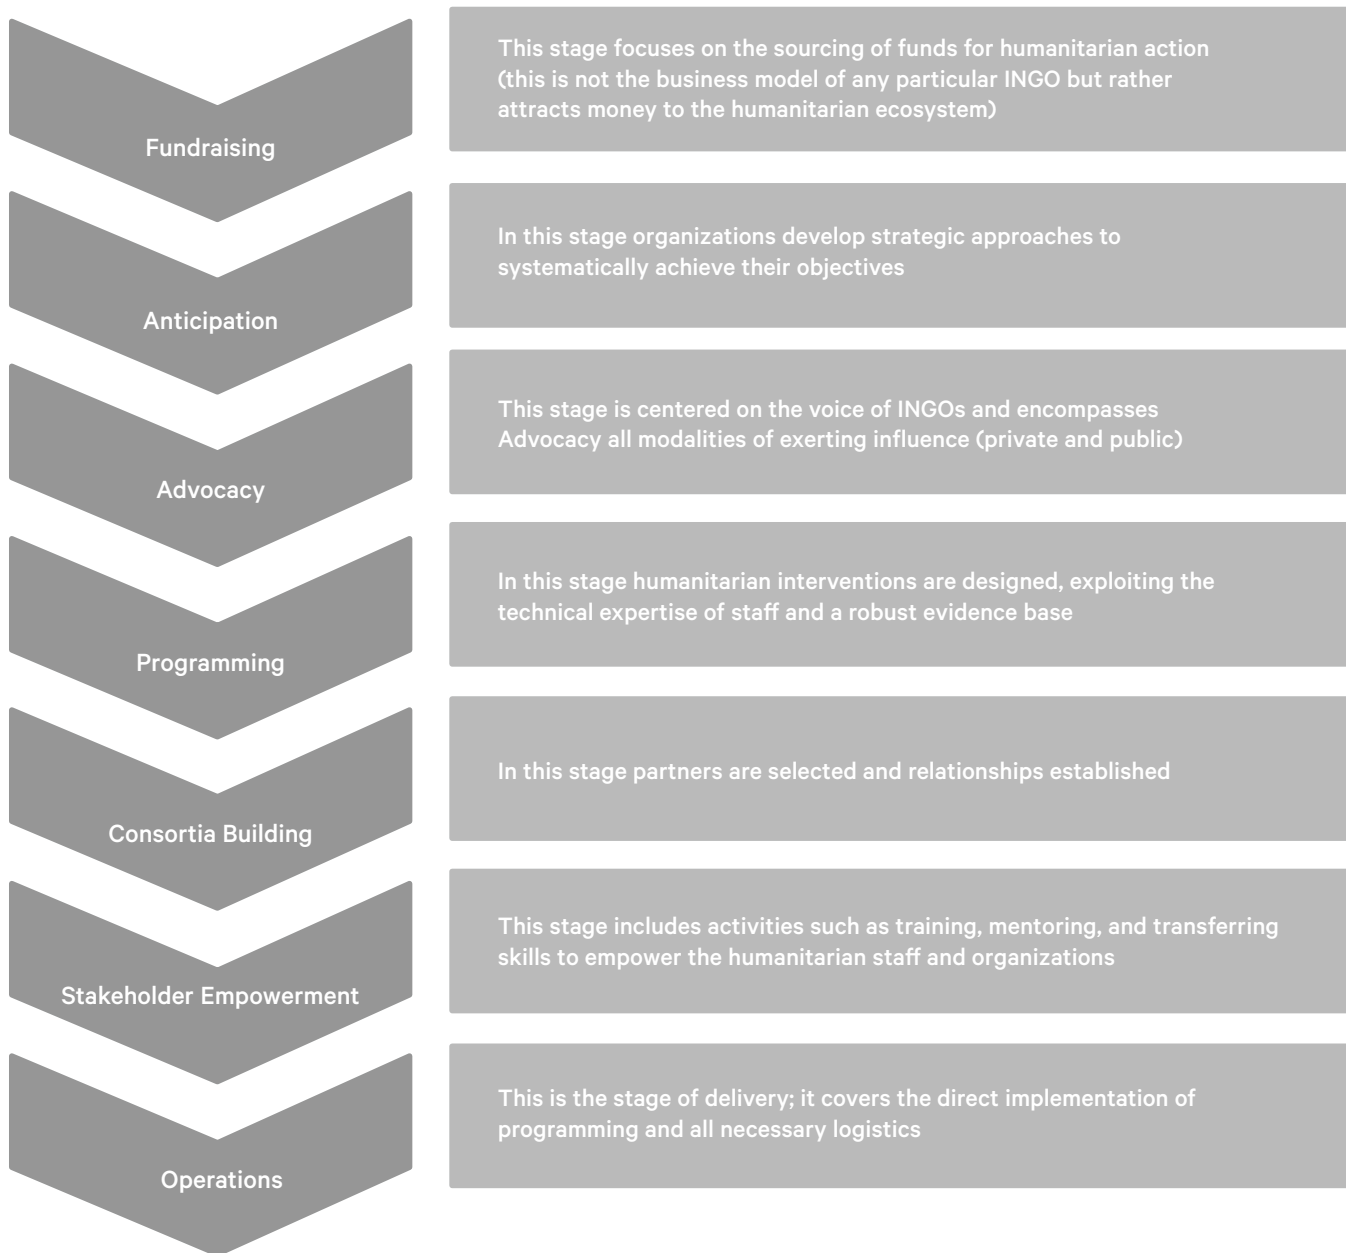 Fundraising
This stage focuses on the sourcing of funds for humanitarian action
(this is not the business model of any particular INGO but rather
attracts money to the humanitarian ecosystem)
Anticipation
In this stage organizations develop strategic approaches to
systematically achieve their objectives
Advocacy
This stage is centered on the voice of INGOs and encompasses
Advocacy all modalities of exerting influence (private and public)
Programming
In this stage humanitarian interventions are designed, exploiting the
technical expertise of staff and a robust evidence base
Consortia Building
In this stage partners are selected and relationships established
Stakeholder Empowerment
This stage includes activities such as training, mentoring, and transferring
skills to empower the humanitarian staff and organizations
Operations
This is the stage of delivery; it covers the direct implementation of
programming and all necessary logistics